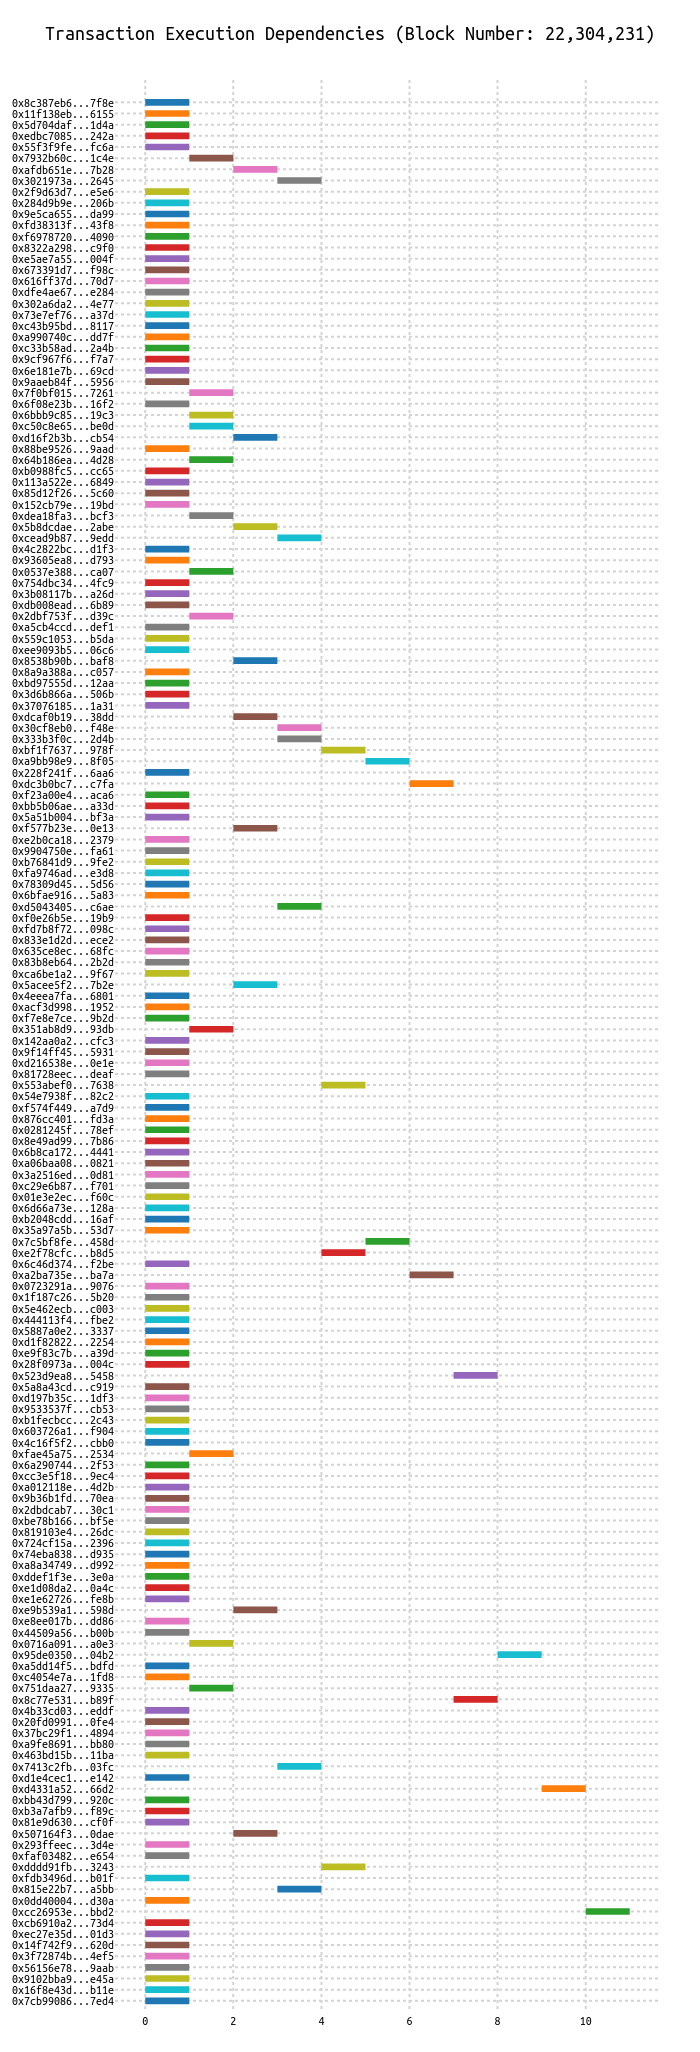 Transaction Execution Dependencies (Block Number: 22,304,231)
0x8c387eb6...7f8e
0x11f138eb...6155
0x5d704daf...1d4a
0xedbc7085...242a
0x55f3f9fe...fc6a
0x7932b60c...1c4e
0xafdb651e...7b28
0x3021973a...2645
0x2f9d63d7...e5e6
0x284d9b9e...206b
0x9e5ca655...da99
0xfd38313f...43f8
0xf6978720...4090
0x8322a298...c9f0
0xe5ae7a55...004f
0x673391d7...f98c
0x616ff37d...70d7
0xdfe4ae67...e284
0x302a6da2...4e77
0x73e7ef76...a37d
0xc43b95bd...8117
0xa990740c...dd7f
0xc33b58ad...2a4b
0x9cf967f6...f7a7
0x6e181e7b...69cd
0x9aaeb84f...5956
0x7f0bf015...7261
0x6f08e23b...16f2
0x6bbb9c85...19c3
0xc50c8e65...be0d
0xd16f2b3b...cb54
0x88be9526...9aad
0x64b186ea...4d28
0xb0988fc5...cc65
0x113a522e...6849
0x85d12f26...5c60
0x152cb79e...19bd
0xdea18fa3...bcf3
0x5b8dcdae...2abe
0xcead9b87...9edd
0x4c2822bc...d1f3
0x93605ea8...d793
0x0537e388...ca07
0x754dbc34...4fc9
0x3b08117b...a26d
0xdb008ead...6b89
0x2dbf753f...d39c
0xa5cb4ccd...def1
0x559c1053...b5da
0xee9093b5...06c6
0x8538b90b...baf8
0x8a9a388a...c057
0xbd97555d...12aa
0x3d6b866a...506b
0x37076185...1a31
0xdcaf0b19...38dd
0x30cf8eb0...f48e
0x333b3f0c...2d4b
0xbf1f7637...978f
0xa9bb98e9...8f05
0x228f241f...6aa6
0xdc3b0bc7...c7fa
0xf23a00e4...aca6
0xbb5b06ae...a33d
0x5a51b004...bf3a
0xf577b23e...0e13
0xe2b0ca18...2379
0x9904750e...fa61
0xb76841d9...9fe2
0xfa9746ad...e3d8
0x78309d45...5d56
0x6bfae916...5a83
0xd5043405...c6ae
0xf0e26b5e...19b9
0xfd7b8f72...098c
0x833e1d2d...ece2
0x635ce8ec...68fc
0x83b8eb64...2b2d
0xca6be1a2...9f67
0x5acee5f2...7b2e
0x4eeea7fa...6801
0xacf3d998...1952
0xf7e8e7ce...9b2d
0x351ab8d9...93db
0x142aa0a2...cfc3
0x9f14ff45...5931
0xd216538e...0e1e
0x81728eec...deaf
0x553abef0...7638
0x54e7938f...82c2
0xf574f449...a7d9
0x876cc401...fd3a
0x0281245f...78ef
0x8e49ad99...7b86
0x6b8ca172...4441
0xa06baa08...0821
0x3a2516ed...0d81
0xc29e6b87...f701
0x01e3e2ec...f60c
0x6d66a73e...128a
0xb2048cdd...16af
0x35a97a5b...53d7
0x7c5bf8fe...458d
0xe2f78cfc...b8d5
0x6c46d374...f2be
0xa2ba735e...ba7a
0x0723291a...9076
0x1f187c26...5b20
0x5e462ecb...c003
0x444113f4...fbe2
0x5887a0e2...3337
0xd1f82822...2254
0xe9f83c7b...a39d
0x28f0973a...004c
0x523d9ea8...5458
0x5a8a43cd...c919
0xd197b35c...1df3
0x9533537f...cb53
0xb1fecbcc...2c43
0x603726a1...f904
0x4c16f5f2...cbb0
0xfae45a75...2534
0x6a290744...2f53
0xcc3e5f18...9ec4
0xa012118e...4d2b
0x9b36b1fd...70ea
0x2dbdcab7...30c1
0xbe78b166...bf5e
0x819103e4...26dc
0x724cf15a...2396
0x74eba838...d935
0xa8a34749...d992
0xddef1f3e...3e0a
0xe1d08da2...0a4c
0xe1e62726...fe8b
0xe9b539a1...598d
0xe8ee017b...dd86
0x44509a56...b00b
0x0716a091...a0e3
0x95de0350...04b2
0xa5dd14f5...bdfd
0xc4054e7a...1fd8
0x751daa27...9335
0x8c77e531...b89f
0x4b33cd03...eddf
0x20fd0991...0fe4
0x37bc29f1...4894
0xa9fe8691...bb80
0x463bd15b...11ba
0x7413c2fb...03fc
0xd1e4cec1...e142
0xd4331a52...66d2
0xbb43d799...920c
0xb3a7afb9...f89c
0x81e9d630...cf0f
0x507164f3...0dae
0x293ffeec...3d4e
0xfaf03482...e654
0xdddd91fb...3243
0xfdb3496d...b01f
0x815e22b7...a5bb
0x0dd40004...d30a
0xcc26953e...bbd2
0xcb6910a2...73d4
0xec27e35d...01d3
0x14f742f9...620d
0x3f72874b...4ef5
0x56156e78...9aab
0x9102bba9...e45a
0x16f8e43d...b11e
0x7cb99086...7ed4
0 2 4 6 8 10